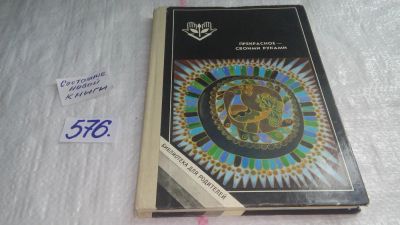 Состояние
новой
книги.
576.
ПРЕКРАСНОЕ —
СВОИМИ РУКАМИ
БИБЛИОТЕКА ДЛЯ РОДИТЕЛЕЙ